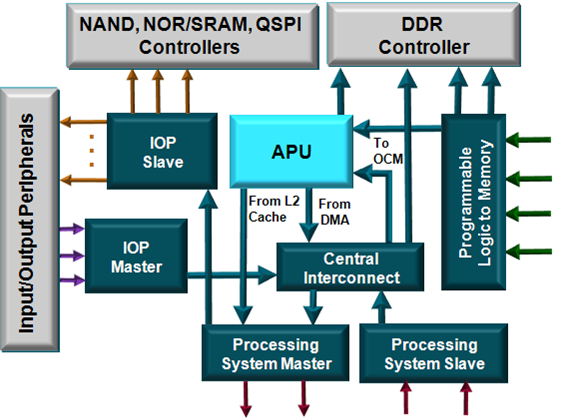 NAND, NOR/SRAM, QSPI
Controllers
DDR
Controller
Input/Output Peripherals
IOP
Slave
APU
To
OCM
Programmable
Logic to Memory
From L2
Cache
From
DMA
IOP
Master
Central
Interconnect
Processing
System Master
Processing
System Slave